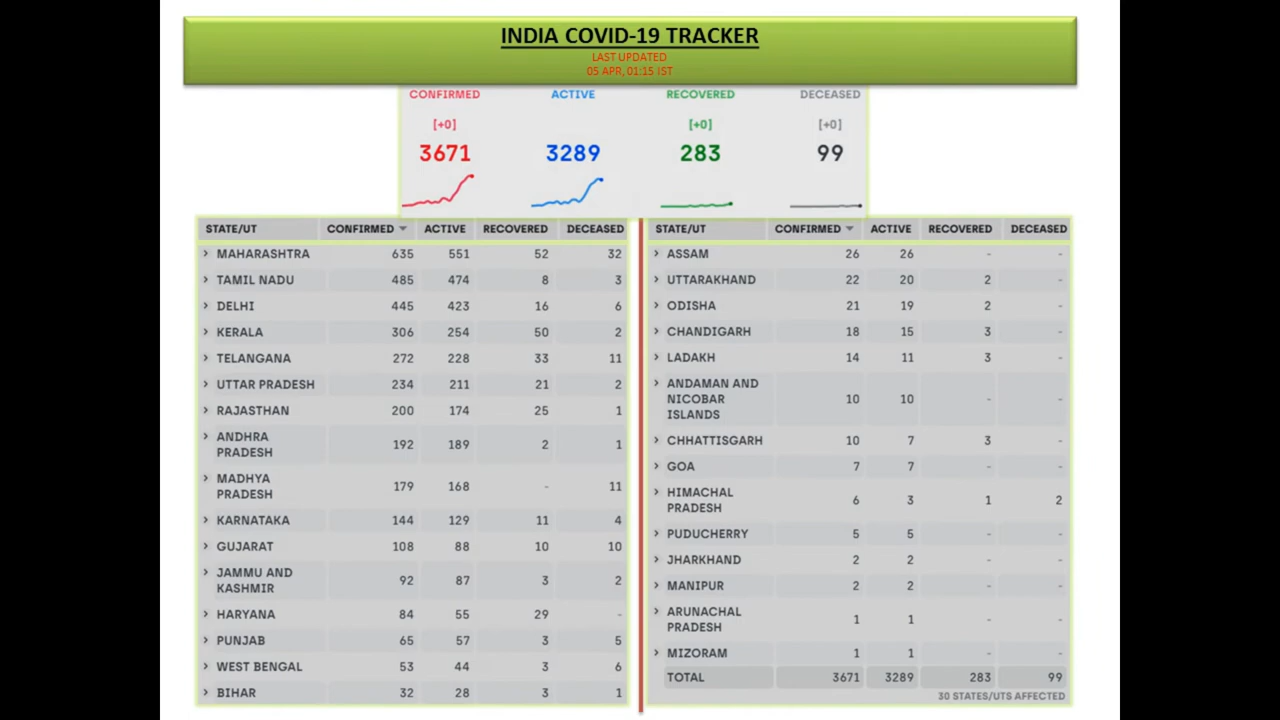 INDIA COVID-19 TRACKER
LAST UPDATED
05 APR, 01:15 IST
CONFIRMED ACTIVE RECOVERED DECEASED
[+0] [+0] [+0]
3671 3289 283 99
STATE/UT CONFIRMED ACTIVE RECOVERED DECEASED
MAHARASHTRA 635 551 52 32
TAMIL NADU 485 474 8 3
DELHI 445 423 16 6
KERALA 306 254 50 2
TELANGANA 272 228 33 11
UTTAR PRADESH 234 211 21 2
RAJASTHAN 200 174 25 1
ANDHRA
PRADESH 192 189 2 1
MADHYA
PRADESH 179 168 - 11
KARNATAKA 144 129 11 4
GUJARAT 108 88 10 10
JAMMU AND
KASHMIR 92 87 3 2
HARYANA 84 55 29 -
PUNJAB 65 57 3 5
WEST BENGAL 53 44 3 6
BIHAR 32 28 3 1
STATE/UT CONFIRMED ACTIVE RECOVERED DECEASED
ASSAM 26 26 - -
UTTARAKHAND 22 20 2 -
ODISHA 21 19 2 -
CHANDIGARH 18 15 3 -
LADAKH 14 11 3 -
ANDAMAN AND
NICOBAR 10 10 - -
ISLANDS
CHHATTISGARH 10 7 3 -
GOA 7 7 - -
HIMACHAL
PRADESH 6 3 1 2
PUDUCHERRY 5 5 - -
JHARKHAND 2 2 - -
MANIPUR 2 2 - -
ARUNACHAL
PRADESH 1 1 - -
MIZORAM 1 1 - -
TOTAL 3671 3289 283 99
30 STATES/UTS AFFECTED